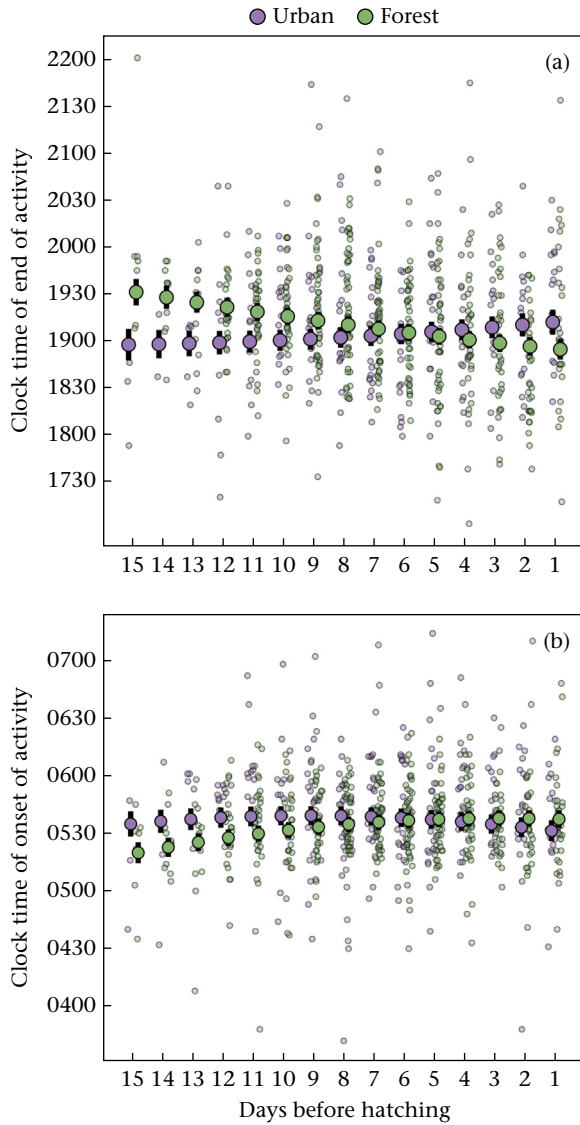 Urban Forest
(a)
Clock time of end of activity
2200
2130
2100
2030
2000
1930
1900
1830
1800
1730
15 14 13 12 11 10 9 8 7 6 5 4 3 2 1
(b)
Clock time of onset of activity
0700
0630
0600
0530
0500
0430
0400
15 14 13 12 11 10 9 8 7 6 5 4 3 2 1
Days before hatching